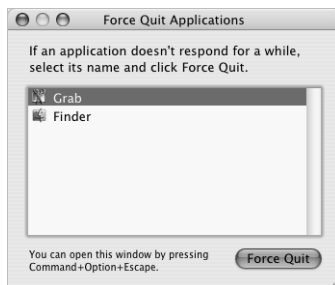 Force Quit Applications
If an application doesn't respond for a while,
select its name and click Force Quit.
Grab
Finder
You can open this window by pressing
Command+Option+Escape.
Force Quit